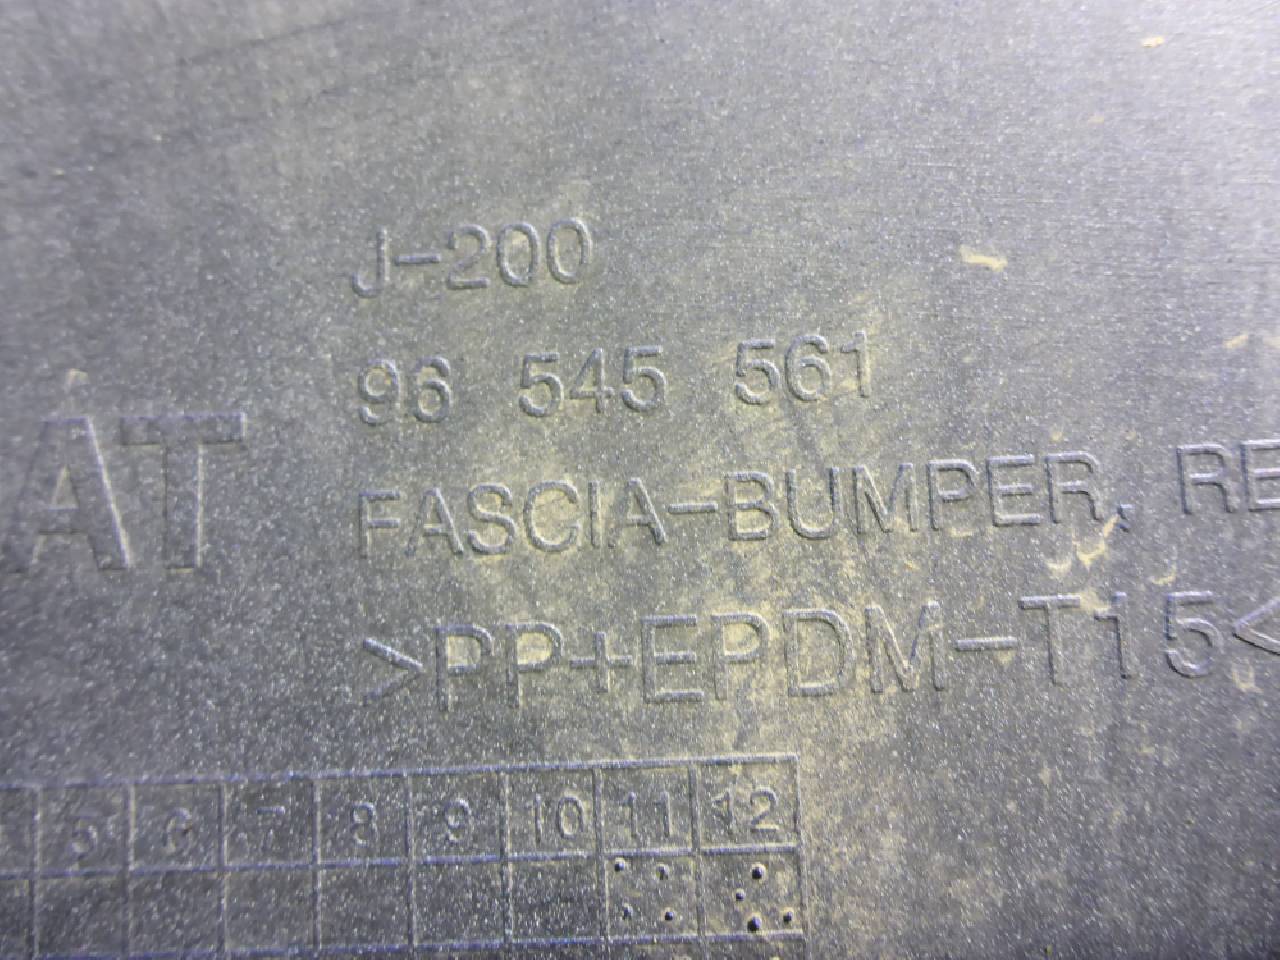 J-200
96 545 561
AT
FASCIA-BUMPER, RE
>PP+EPDM-T15<
5 6 7 8 9 10 11 12